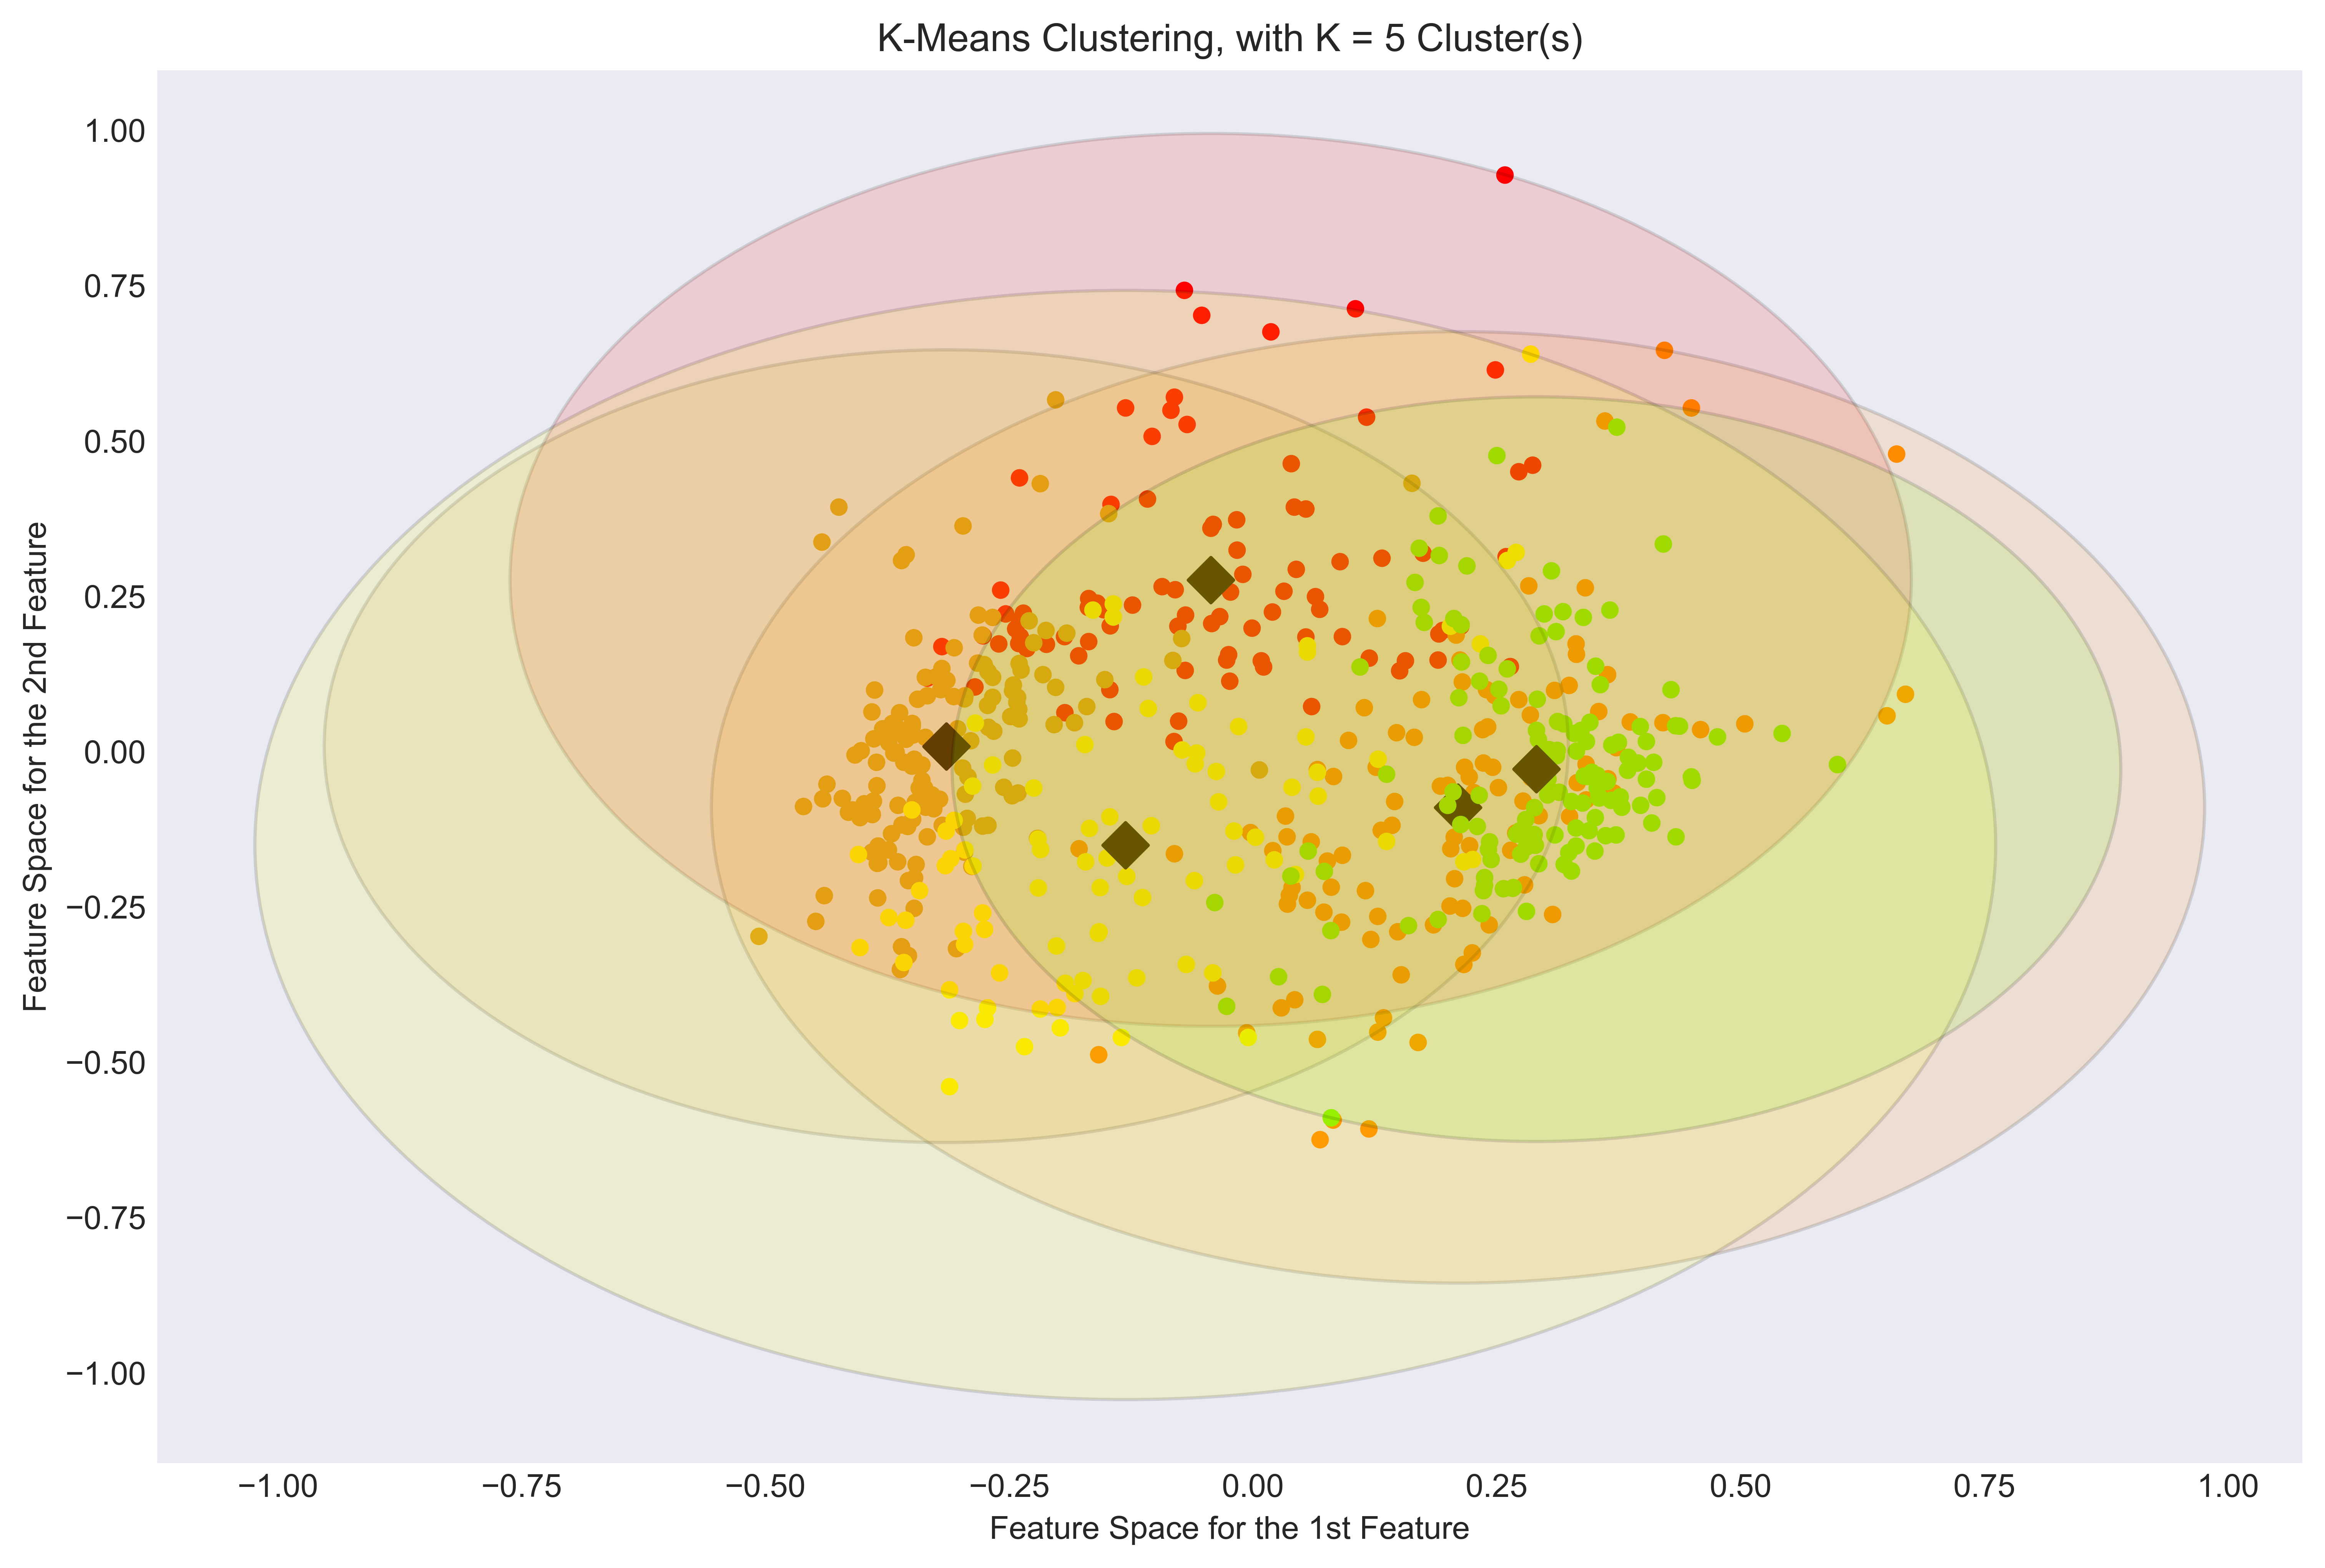 K-Means Clustering, with K = 5 Cluster(s)
1.00
0.75
0.50
0.25
0.00
−0.25
−0.50
−0.75
−1.00
Feature Space for the 2nd Feature
−1.00 −0.75 −0.50 −0.25 0.00 0.25 0.50 0.75 1.00
Feature Space for the 1st Feature